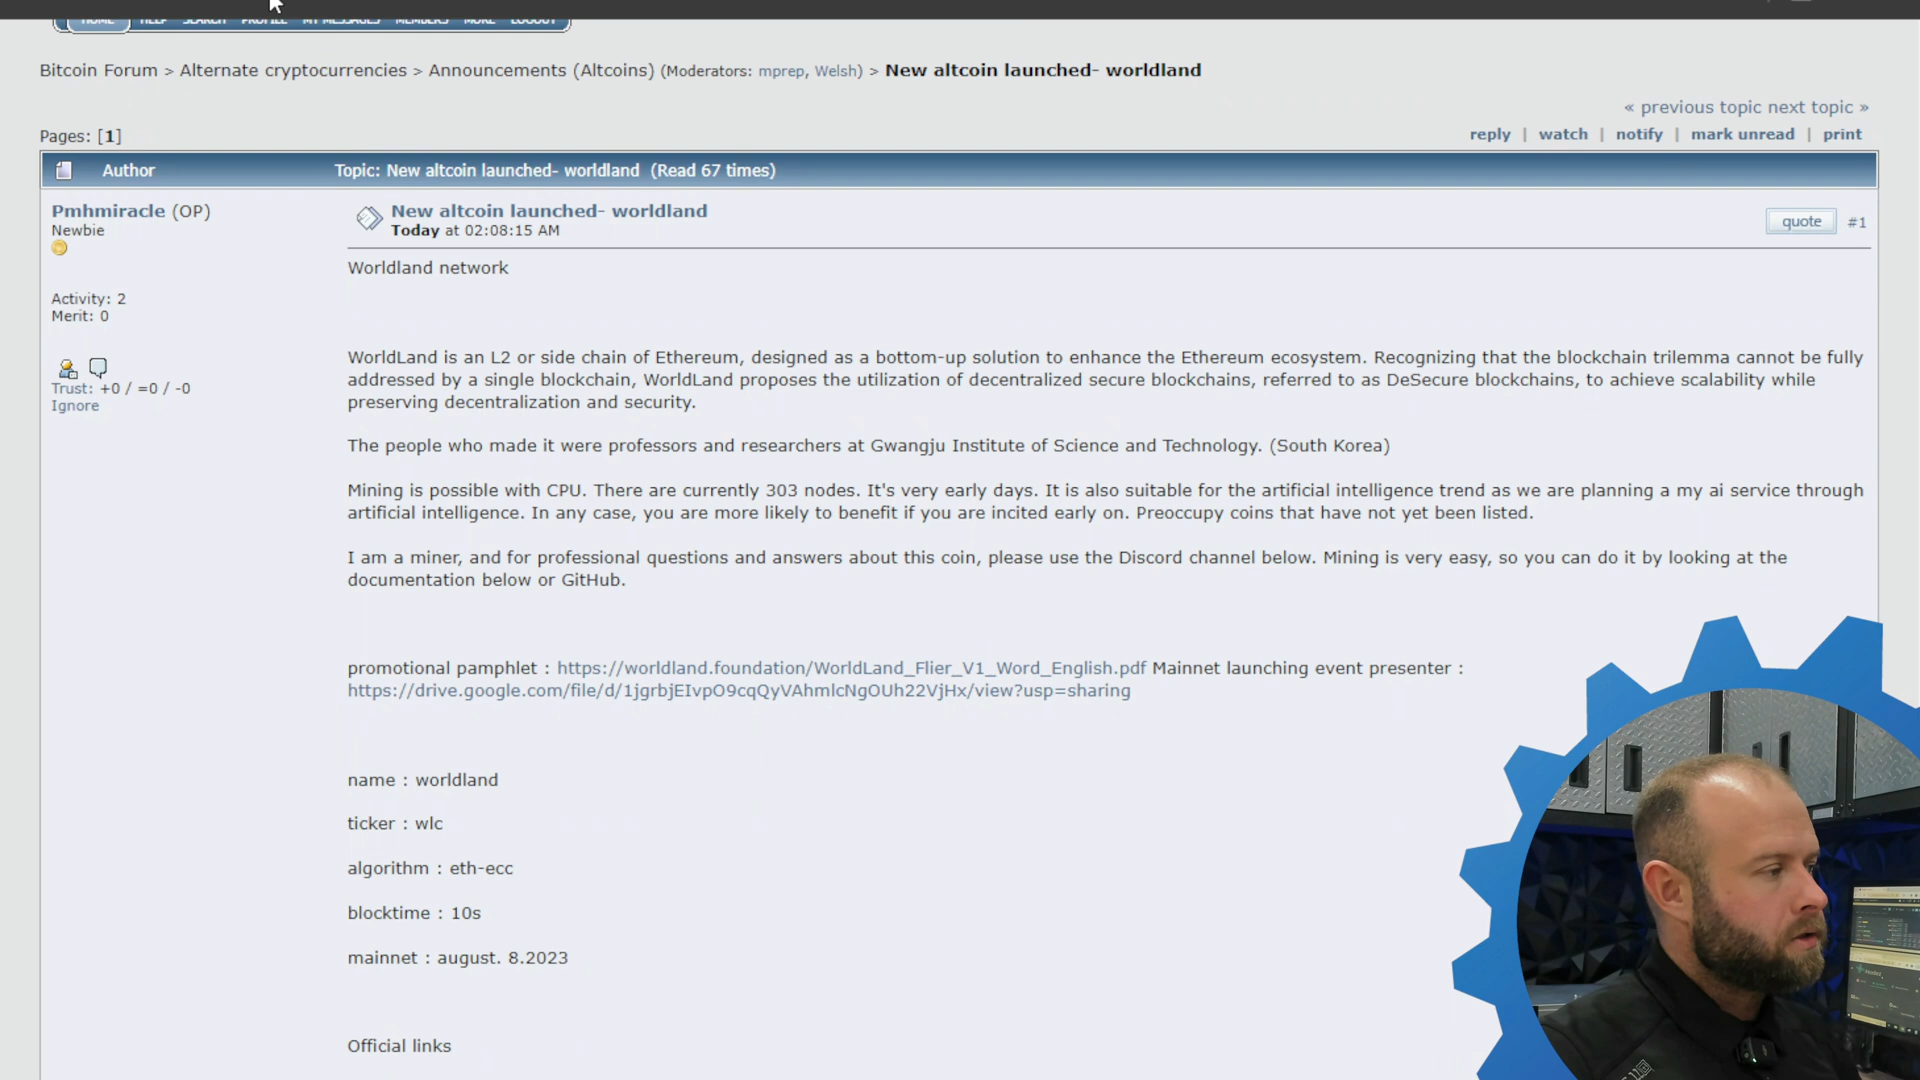 HOME HELP SEARCH PROFILE MY MESSAGES MEMBERS MORE LOGOUT
Bitcoin Forum > Alternate cryptocurrencies > Announcements (Altcoins) (Moderators: mprep, Welsh) > New altcoin launched- worldland
« previous topic next topic »
Pages: [1]
reply | watch | notify | mark unread | print
Author Topic: New altcoin launched- worldland (Read 67 times)
Pmhmiracle (OP)
Newbie
Activity: 2
Merit: 0
Trust: +0 / =0 / -0
Ignore
New altcoin launched- worldland
Today at 02:08:15 AM
quote #1
Worldland network
WorldLand is an L2 or side chain of Ethereum, designed as a bottom-up solution to enhance the Ethereum ecosystem. Recognizing that the blockchain trilemma cannot be fully
addressed by a single blockchain, WorldLand proposes the utilization of decentralized secure blockchains, referred to as DeSecure blockchains, to achieve scalability while
preserving decentralization and security.
The people who made it were professors and researchers at Gwangju Institute of Science and Technology. (South Korea)
Mining is possible with CPU. There are currently 303 nodes. It's very early days. It is also suitable for the artificial intelligence trend as we are planning a my ai service through
artificial intelligence. In any case, you are more likely to benefit if you are incited early on. Preoccupy coins that have not yet been listed.
I am a miner, and for professional questions and answers about this coin, please use the Discord channel below. Mining is very easy, so you can do it by looking at the
documentation below or GitHub.
promotional pamphlet : https://worldland.foundation/WorldLand_Flier_V1_Word_English.pdf Mainnet launching event presenter :
https://drive.google.com/file/d/1jgrbjEIvpO9cqQyVAhmlcNgOUh22VjHx/view?usp=sharing
name : worldland
ticker : wlc
algorithm : eth-ecc
blocktime : 10s
mainnet : august. 8.2023
Official links